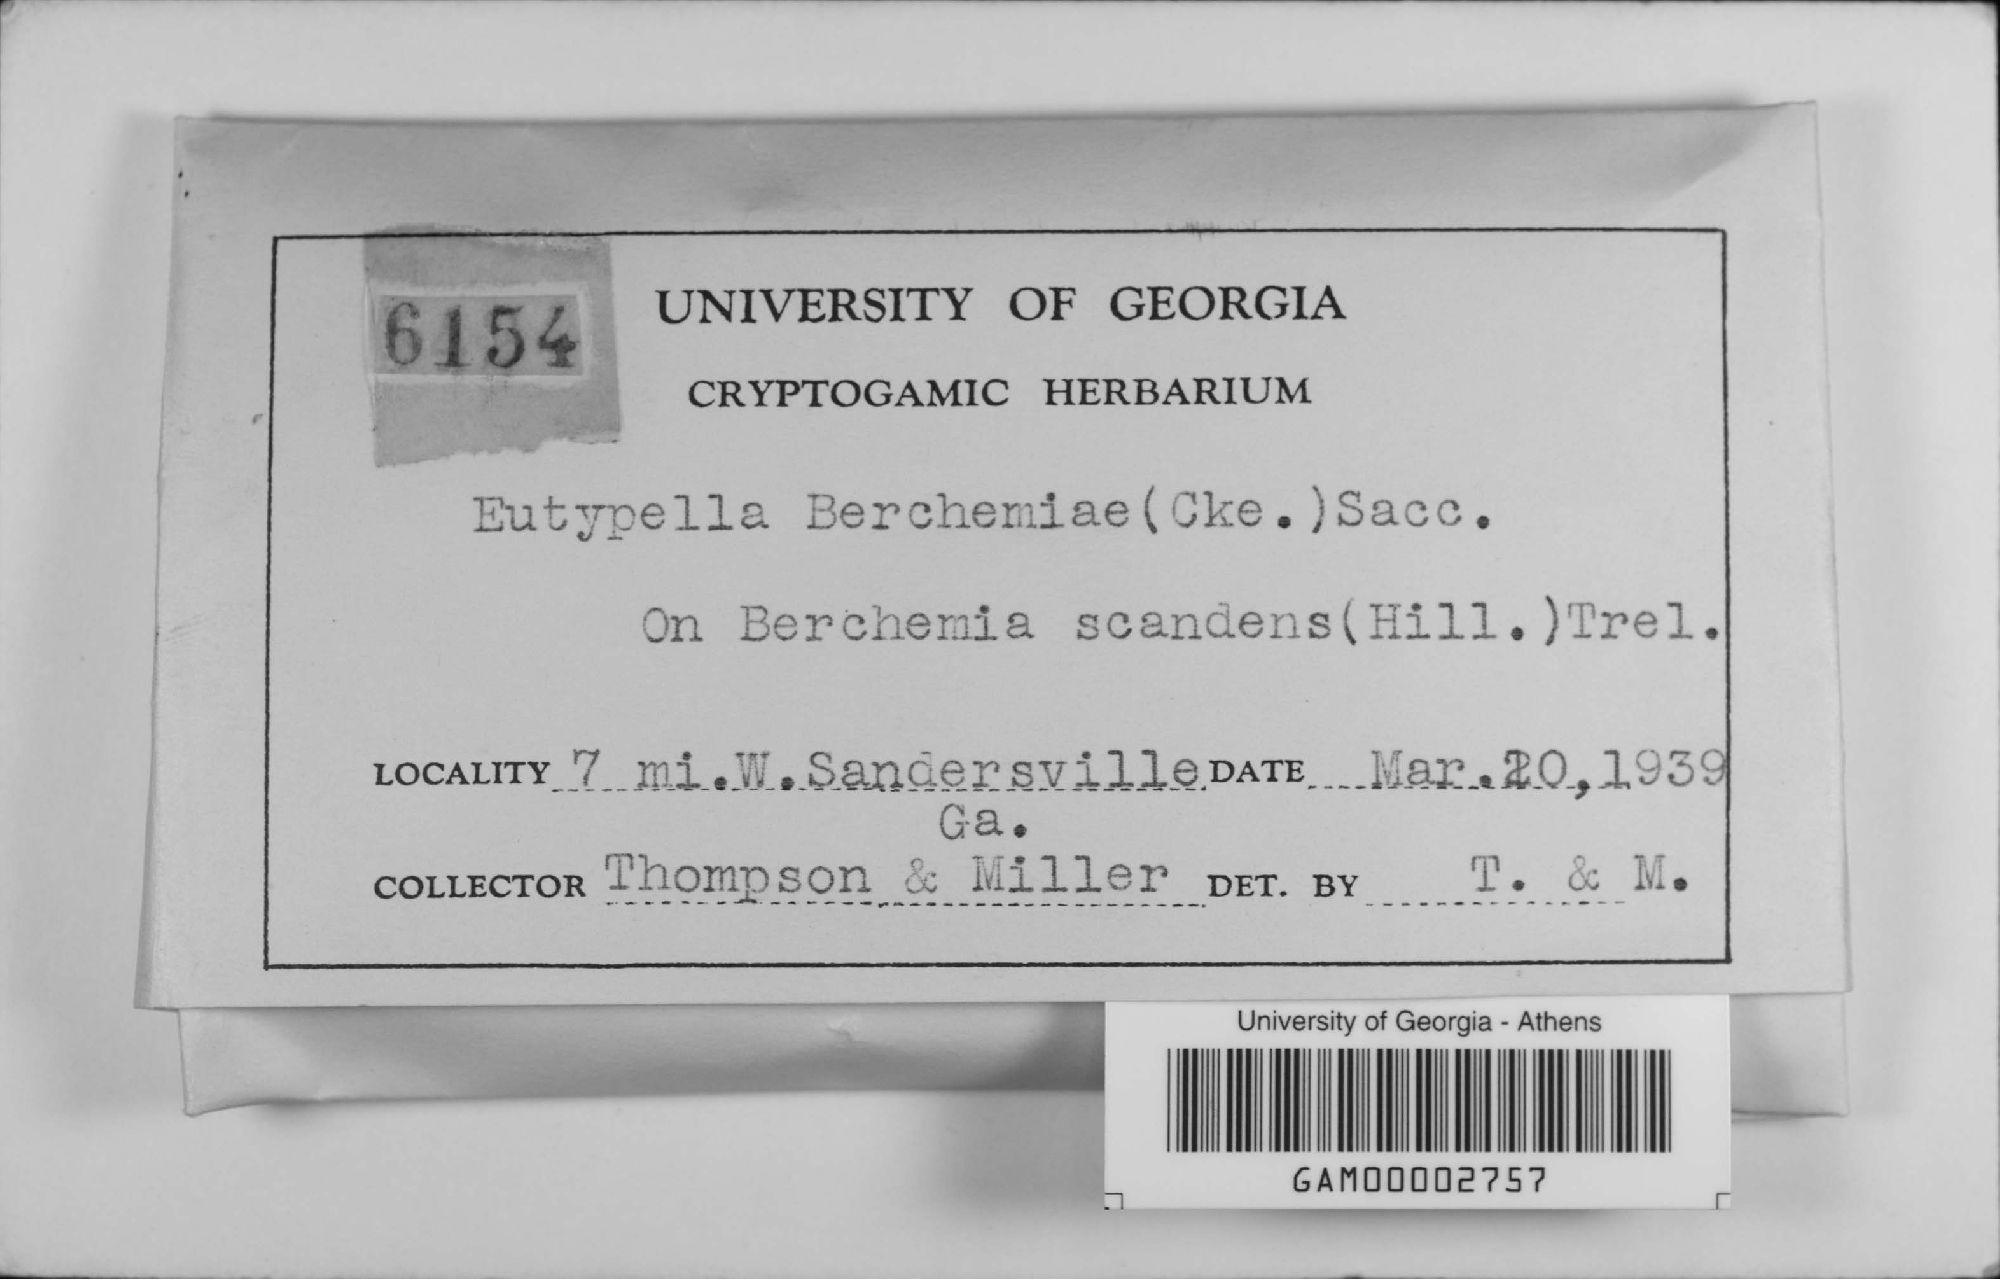 6154
UNIVERSITY OF GEORGIA
CRYPTOGAMIC HERBARIUM
Eutypella Berchemiae(Cke.)Sacc.
On Berchemia scandens(Hill.)Trel.
LOCALITY 7 mi.W.Sandersville DATE Mar.20,1939
Ga.
COLLECTOR Thompson & Miller DET. BY T. & M.
University of Georgia - Athens
GAM00002757